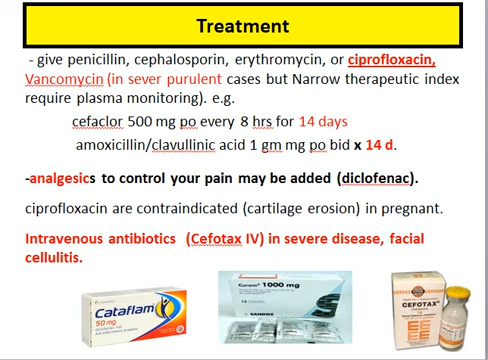 Treatment
- give penicillin, cephalosporin, erythromycin, or ciprofloxacin,
Vancomycin (in sever purulent cases but Narrow therapeutic index
require plasma monitoring). e.g.
cefaclor 500 mg po every 8 hrs for 14 days
amoxicillin/clavullinic acid 1 gm mg po bid x 14 d.
-analgesics to control your pain may be added (diclofenac).
ciprofloxacin are contraindicated (cartilage erosion) in pregnant.
Intravenous antibiotics (Cefotax IV) in severe disease, facial
cellulitis.
Cataflam
50 mg
Curam 1000 mg
SANDOZ
CEFOTAX